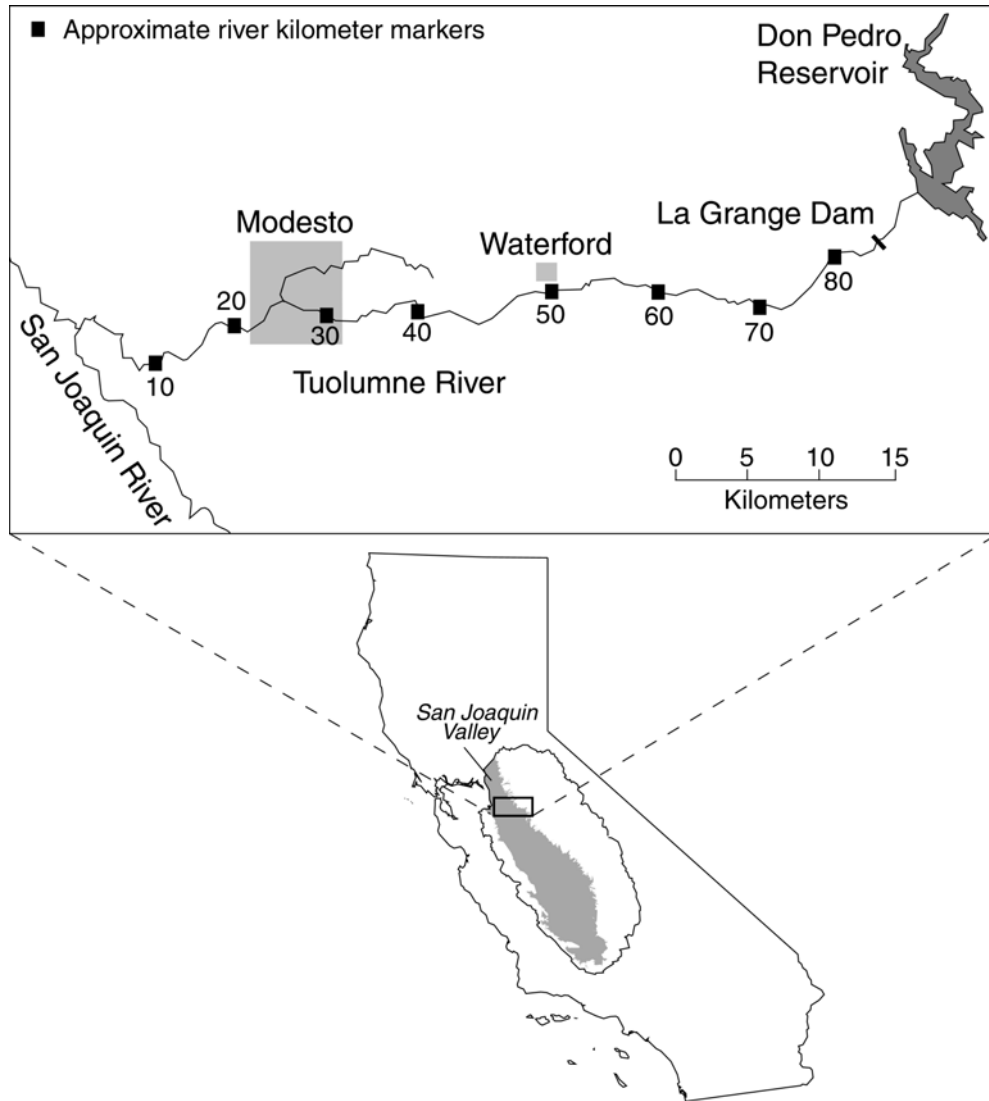 Approximate river kilometer markers
Don Pedro
Reservoir
La Grange Dam
Modesto
Waterford
80
20
50
60
70
30
40
10
Tuolumne River
San Joaquin River
0 5 10 15
Kilometers
San Joaquin
Valley